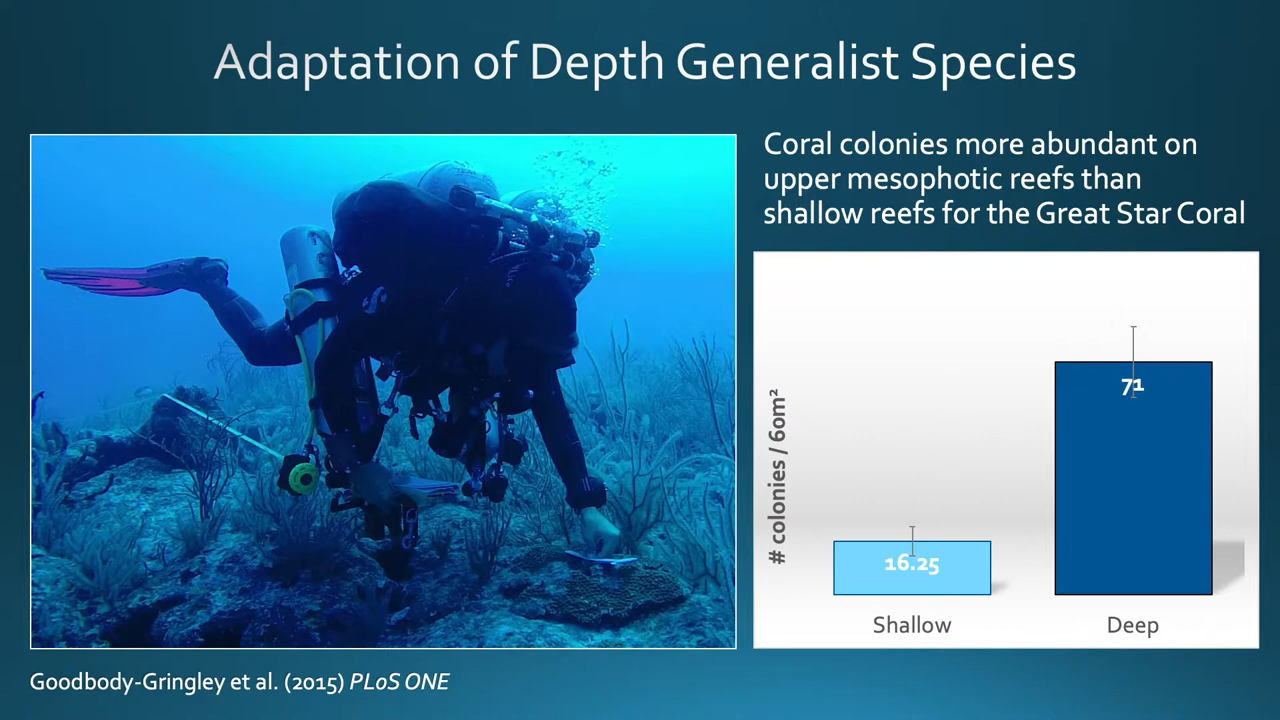 Adaptation of Depth Generalist Species
Coral colonies more abundant on
upper mesophotic reefs than
shallow reefs for the Great Star Coral
# colonies / 60m²
71
16.25
Shallow
Deep
Goodbody-Gringley et al. (2015) PLoS ONE